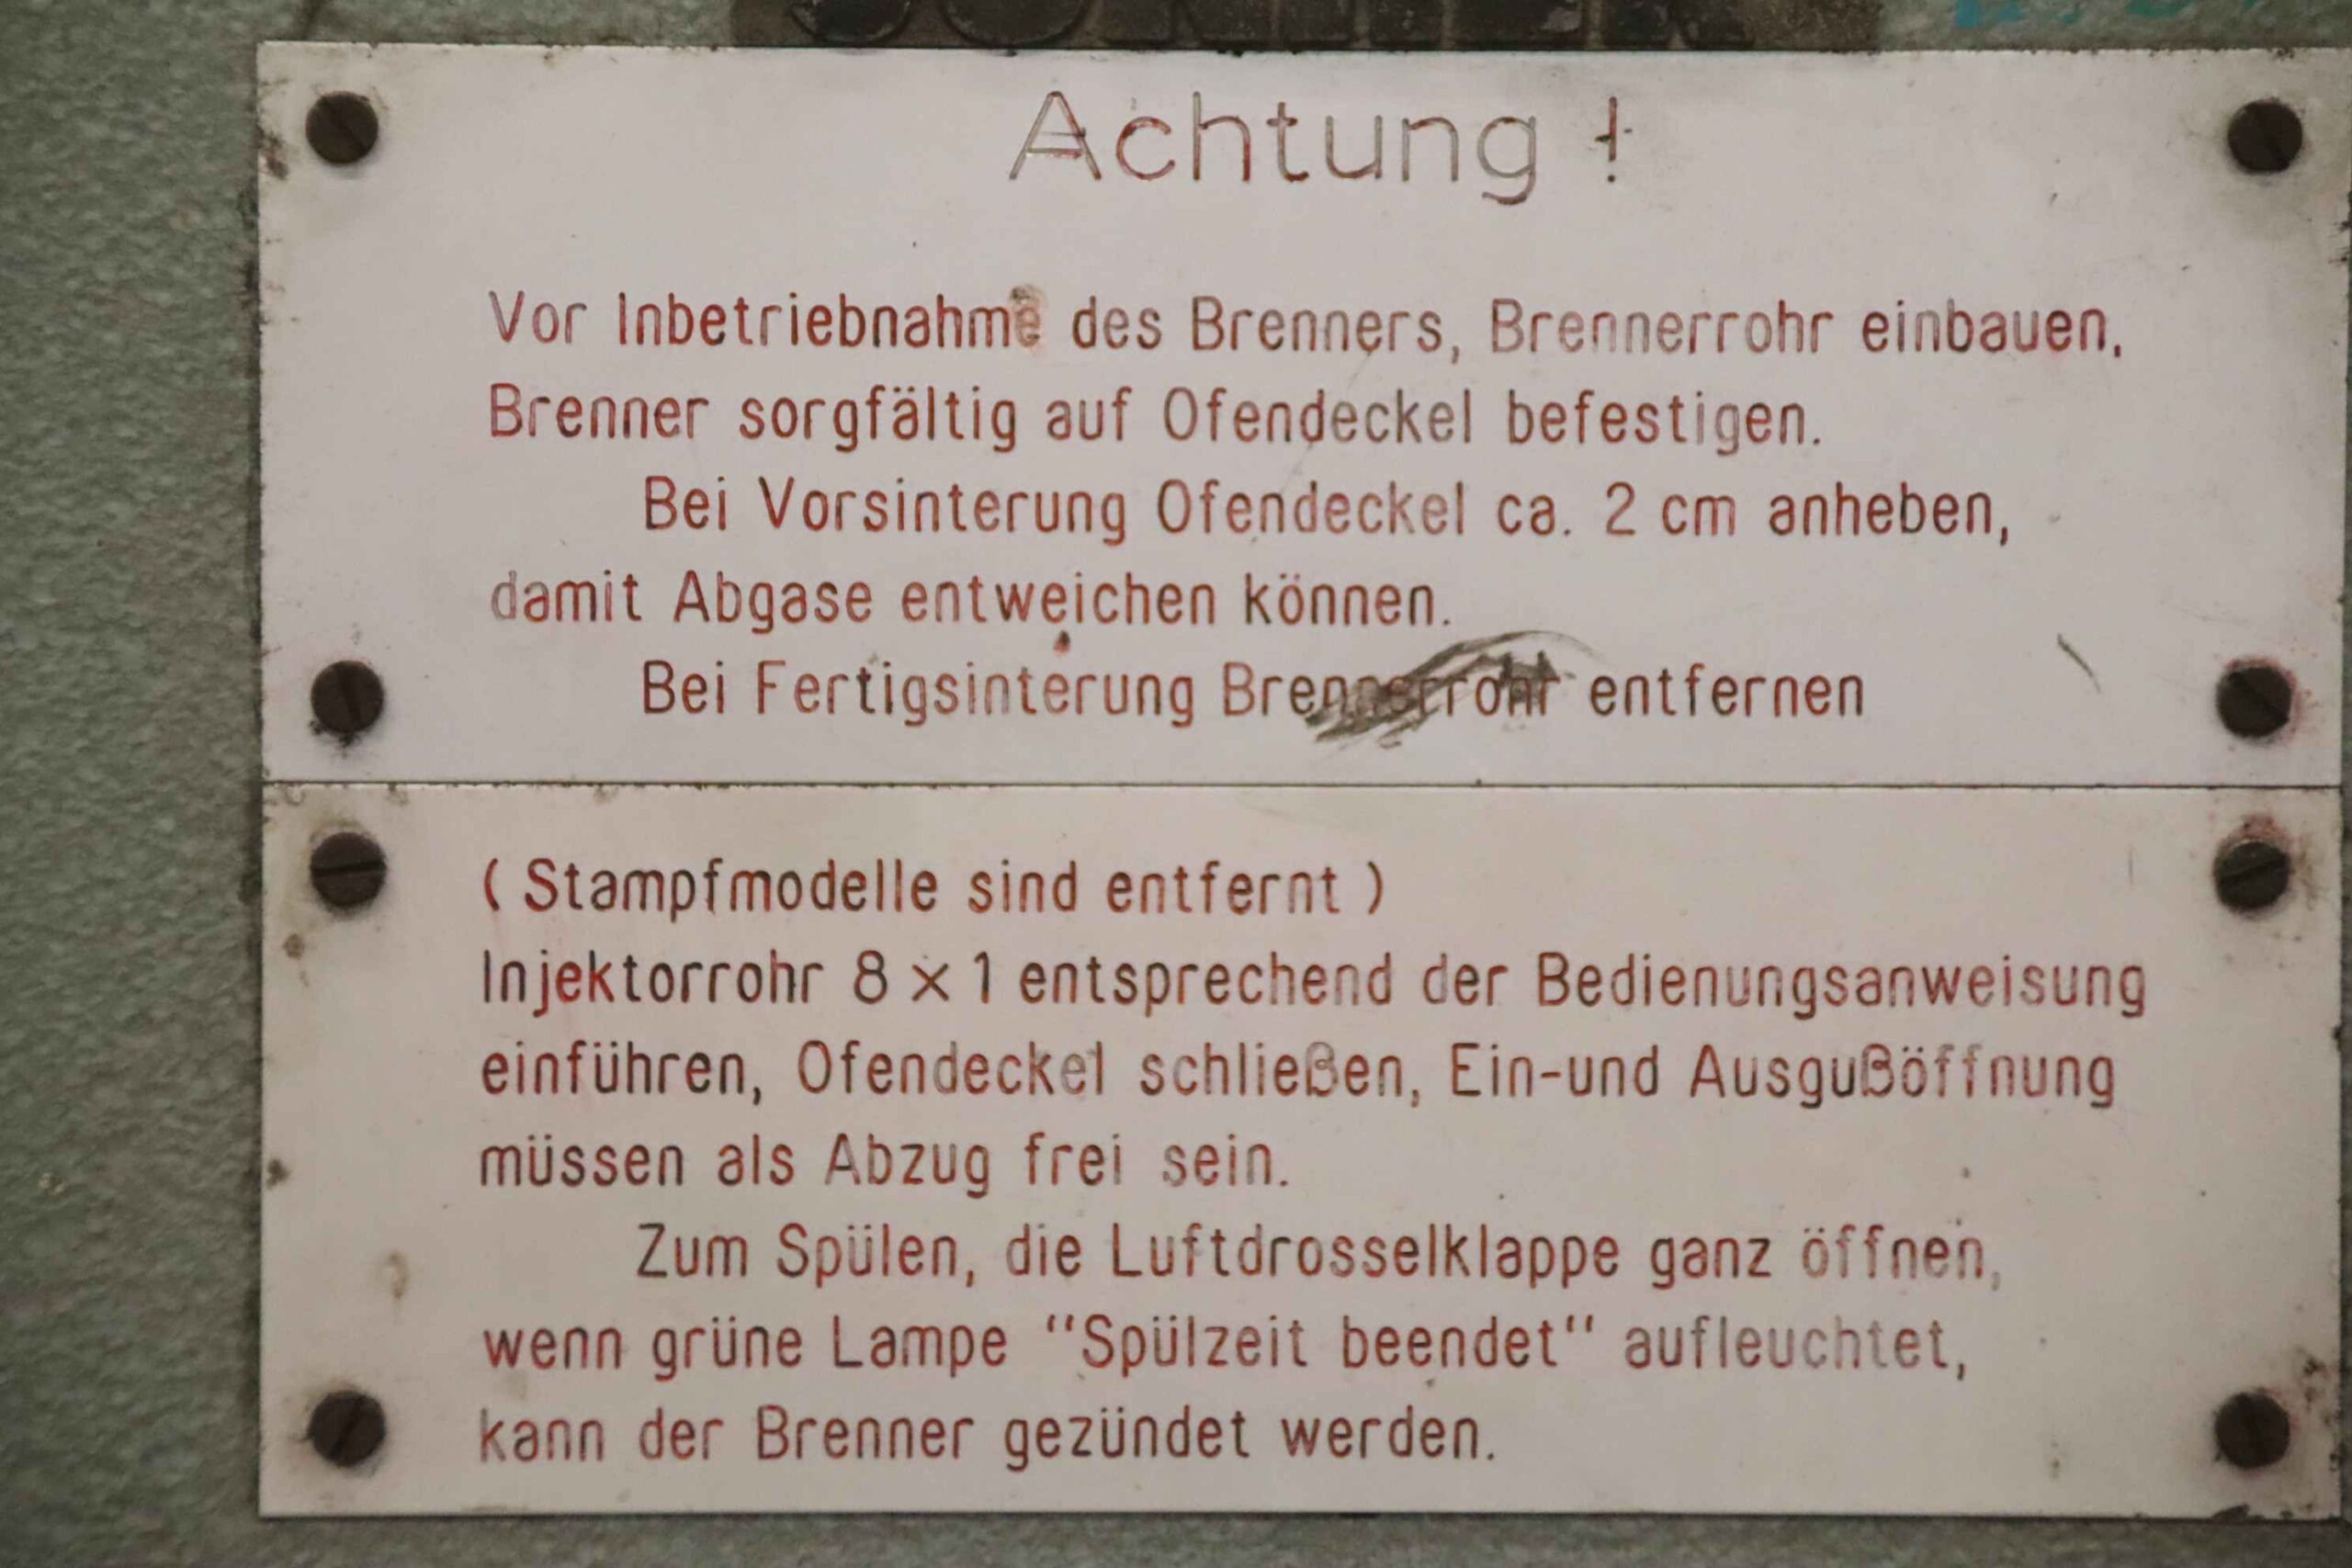 Achtung !
Vor Inbetriebnahme des Brenners, Brennerrohr einbauen,
Brenner sorgfältig auf Ofendeckel befestigen.
Bei Vorsinterung Ofendeckel ca. 2 cm anheben,
damit Abgase entweichen können.
Bei Fertigsinterung Brennerrohr entfernen
( Stampfmodelle sind entfernt )
Injektorrohr 8 × 1 entsprechend der Bedienungsanweisung
einführen, Ofendeckel schließen, Ein-und Ausgußöffnung
müssen als Abzug frei sein.
Zum Spülen, die Luftdrosselklappe ganz öffnen,
wenn grüne Lampe “Spülzeit beendet“ aufleuchtet,
kann der Brenner gezündet werden.